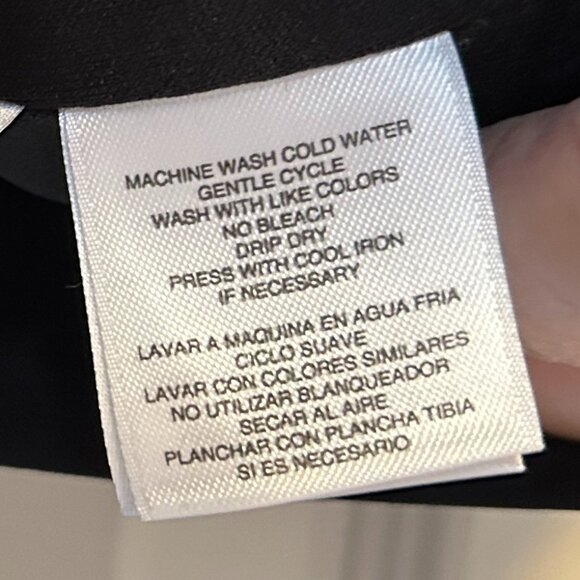 MACHINE WASH COLD WATER
GENTLE CYCLE
WASH WITH LIKE COLORS
NO BLEACH
DRIP DRY
PRESS WITH COOL IRON
IF NECESSARY
LAVAR A MAQUINA EN AGUA FRIA
CICLO SUAVE
LAVAR CON COLORES SIMILARES
NO UTILIZAR BLANQUEADOR
SECAR AL AIRE
PLANCHAR CON PLANCHA TIBIA
SI ES NECESARIO